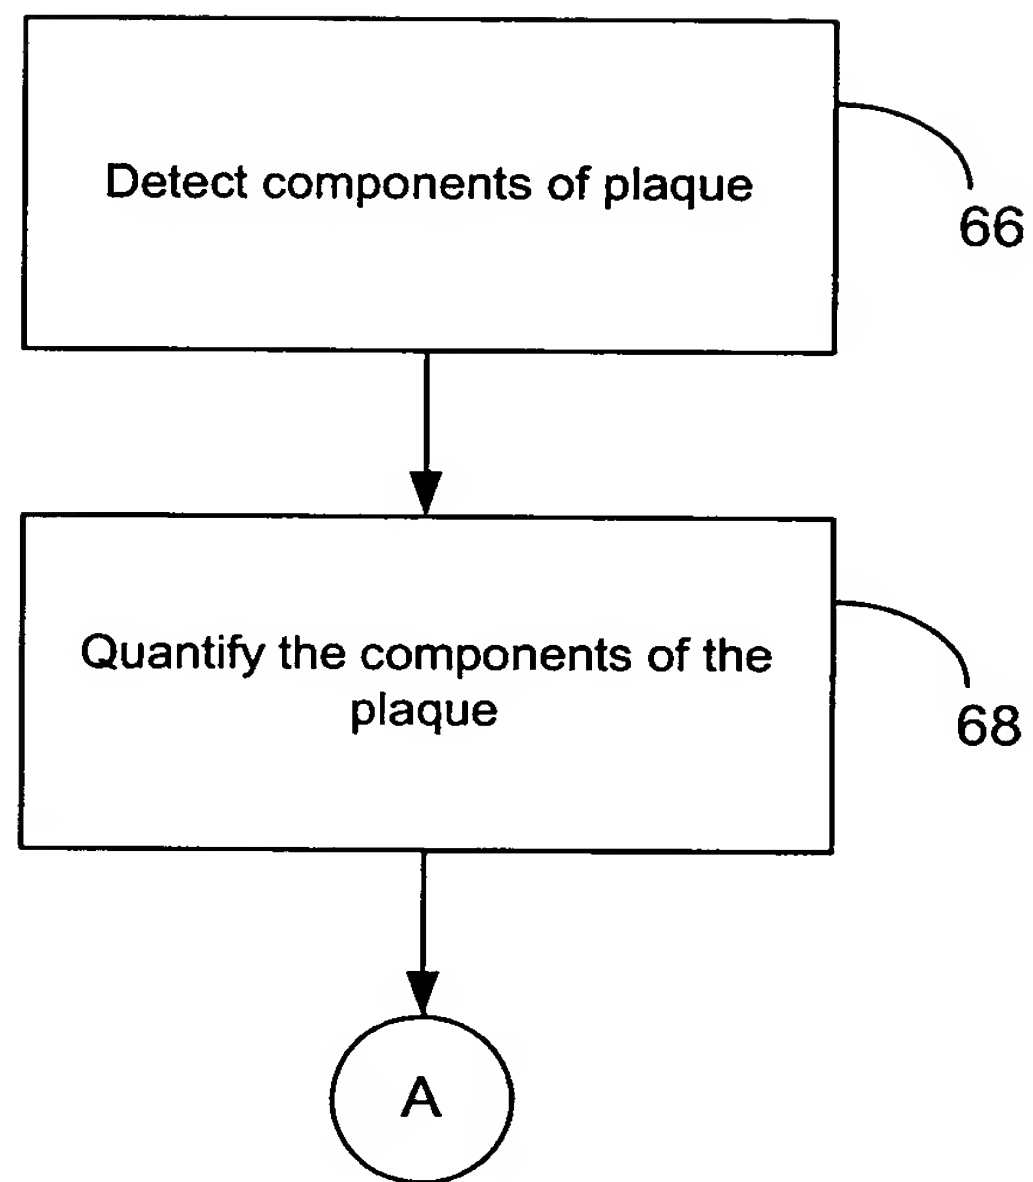 Detect components of plaque
66
Quantify the components of the
plaque
68
A